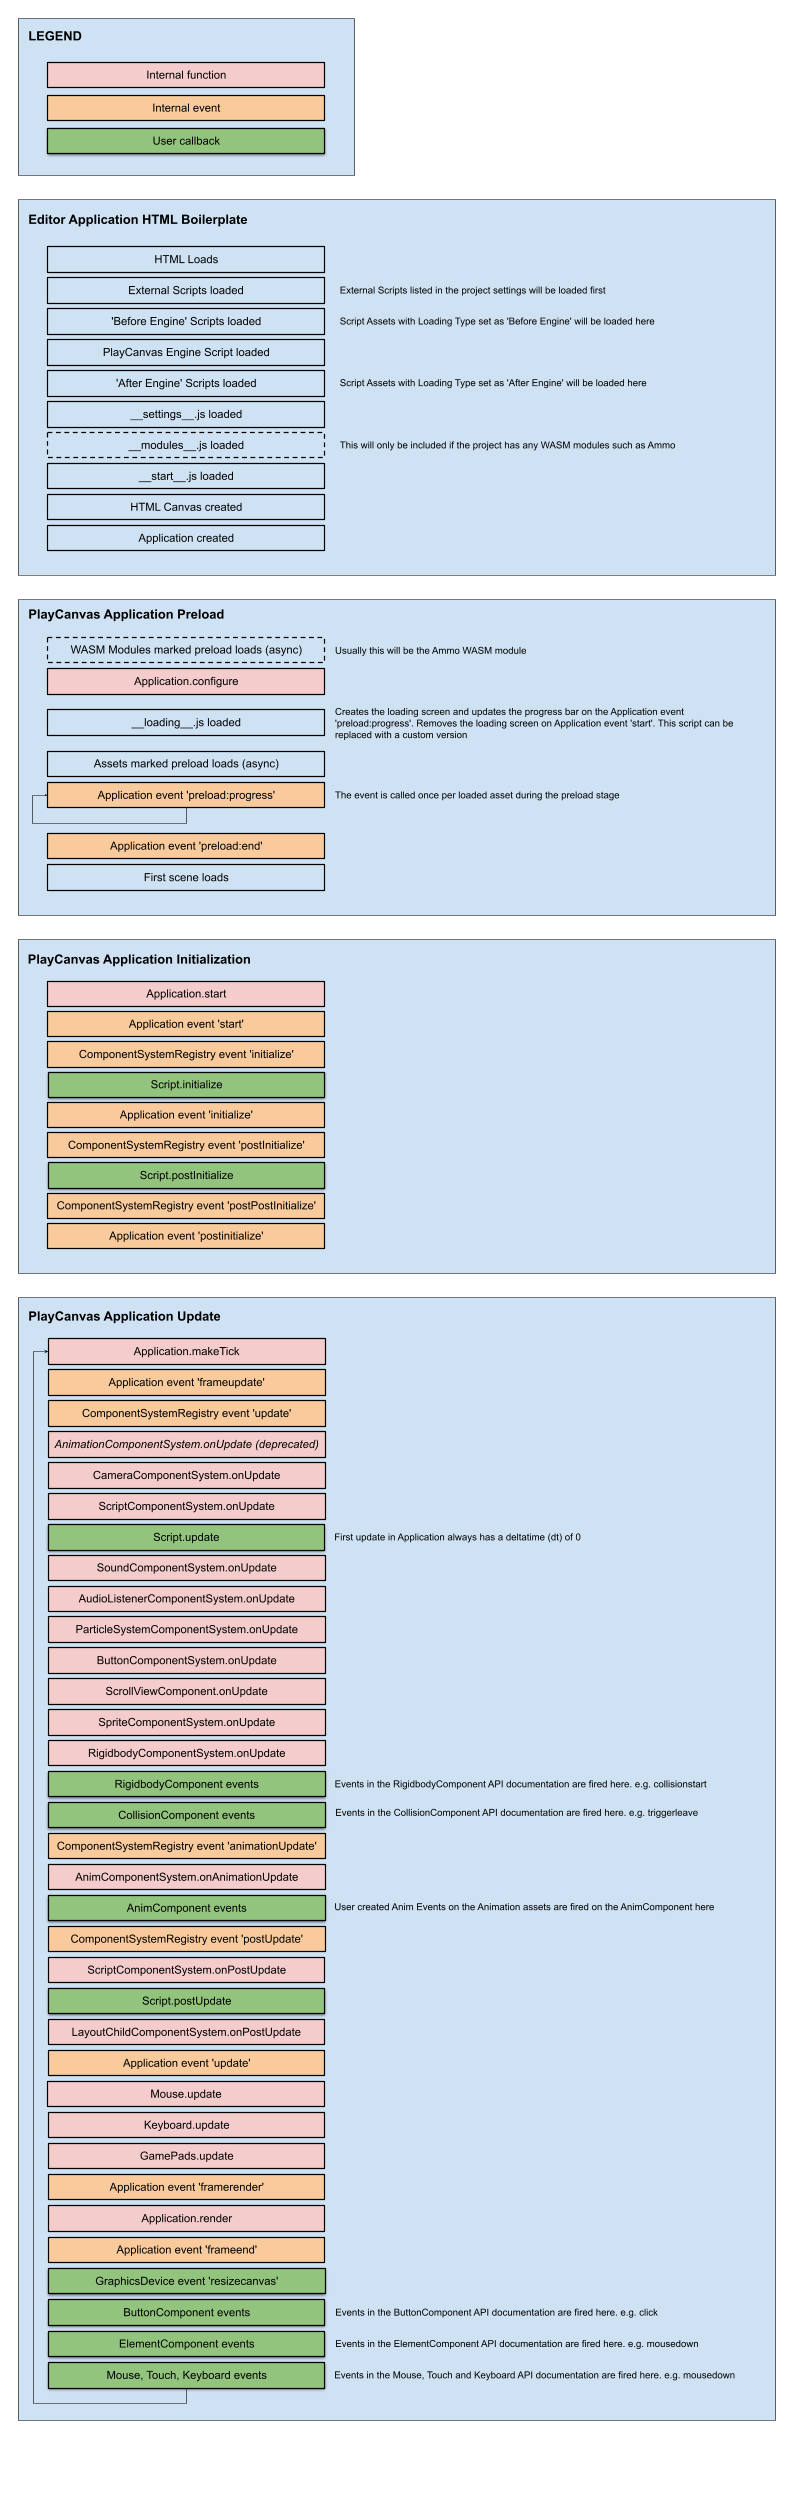 LEGEND
Internal function
Internal event
User callback
Editor Application HTML Boilerplate
HTML Loads
External Scripts loaded
External Scripts listed in the project settings will be loaded first
'Before Engine' Scripts loaded
Script Assets with Loading Type set as 'Before Engine' will be loaded here
PlayCanvas Engine Script loaded
'After Engine' Scripts loaded
Script Assets with Loading Type set as 'After Engine' will be loaded here
__settings__.js loaded
__modules__.js loaded
This will only be included if the project has any WASM modules such as Ammo
__start__.js loaded
HTML Canvas created
Application created
PlayCanvas Application Preload
WASM Modules marked preload loads (async)
Usually this will be the Ammo WASM module
Application.configure
__loading__.js loaded
Creates the loading screen and updates the progress bar on the Application event
'preload:progress'. Removes the loading screen on Application event 'start'. This script can be
replaced with a custom version
Assets marked preload loads (async)
Application event 'preload:progress'
The event is called once per loaded asset during the preload stage
Application event 'preload:end'
First scene loads
PlayCanvas Application Initialization
Application.start
Application event 'start'
ComponentSystemRegistry event 'initialize'
Script.initialize
Application event 'initialize'
ComponentSystemRegistry event 'postInitialize'
Script.postInitialize
ComponentSystemRegistry event 'postPostInitialize'
Application event 'postinitialize'
PlayCanvas Application Update
Application.makeTick
Application event 'frameupdate'
ComponentSystemRegistry event 'update'
AnimationComponentSystem.onUpdate (deprecated)
CameraComponentSystem.onUpdate
ScriptComponentSystem.onUpdate
Script.update
First update in Application always has a deltatime (dt) of 0
SoundComponentSystem.onUpdate
AudioListenerComponentSystem.onUpdate
ParticleSystemComponentSystem.onUpdate
ButtonComponentSystem.onUpdate
ScrollViewComponent.onUpdate
SpriteComponentSystem.onUpdate
RigidbodyComponentSystem.onUpdate
RigidbodyComponent events
Events in the RigidbodyComponent API documentation are fired here. e.g. collisionstart
CollisionComponent events
Events in the CollisionComponent API documentation are fired here. e.g. triggerleave
ComponentSystemRegistry event 'animationUpdate'
AnimComponentSystem.onAnimationUpdate
AnimComponent events
User created Anim Events on the Animation assets are fired on the AnimComponent here
ComponentSystemRegistry event 'postUpdate'
ScriptComponentSystem.onPostUpdate
Script.postUpdate
LayoutChildComponentSystem.onPostUpdate
Application event 'update'
Mouse.update
Keyboard.update
GamePads.update
Application event 'framerender'
Application.render
Application event 'frameend'
GraphicsDevice event 'resizecanvas'
ButtonComponent events
Events in the ButtonComponent API documentation are fired here. e.g. click
ElementComponent events
Events in the ElementComponent API documentation are fired here. e.g. mousedown
Mouse, Touch, Keyboard events
Events in the Mouse, Touch and Keyboard API documentation are fired here. e.g. mousedown